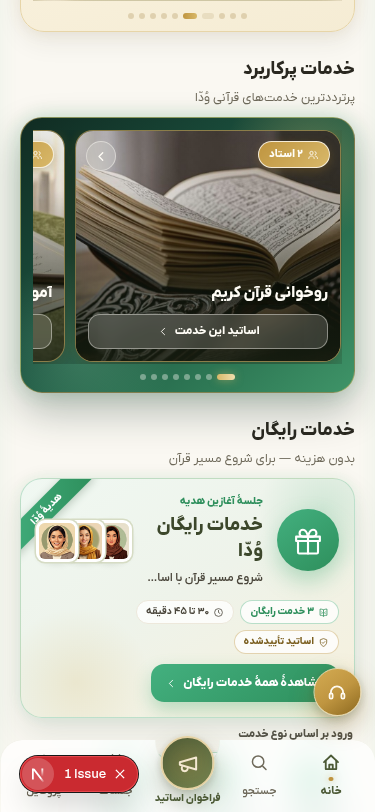 خدمات پرکاربرد
پرترددترین خدمت‌های قرآنی وُدّا
۲ استاد
روخوانی قرآن کریم
آمو
اساتید این خدمت
خدمات رایگان
بدون هزینه — برای شروع مسیر قرآن
هدیهٔ وُدّا
جلسهٔ آغازین هدیه
خدمات رایگان
وُدّا
شروع مسیر قرآن با اسا...
۳ خدمت رایگان
۳۰ تا ۴۵ دقیقه
اساتید تأییدشده
شاهدهٔ همهٔ خدمات رایگان
ورود بر اساس نوع خدمت
خانه
جستجو
فراخوان اساتید
N 1 Issue